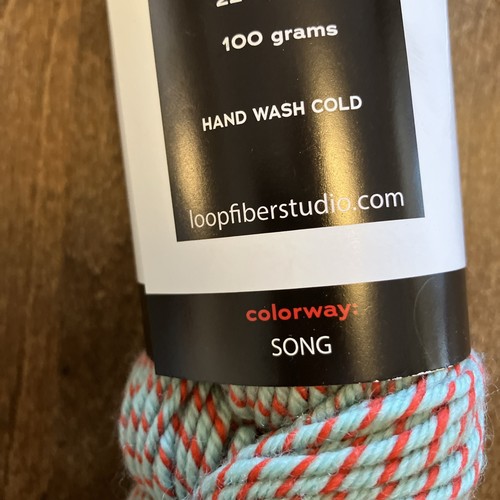 100 grams
HAND WASH COLD
loopfiberstudio.com
colorway:
SONG